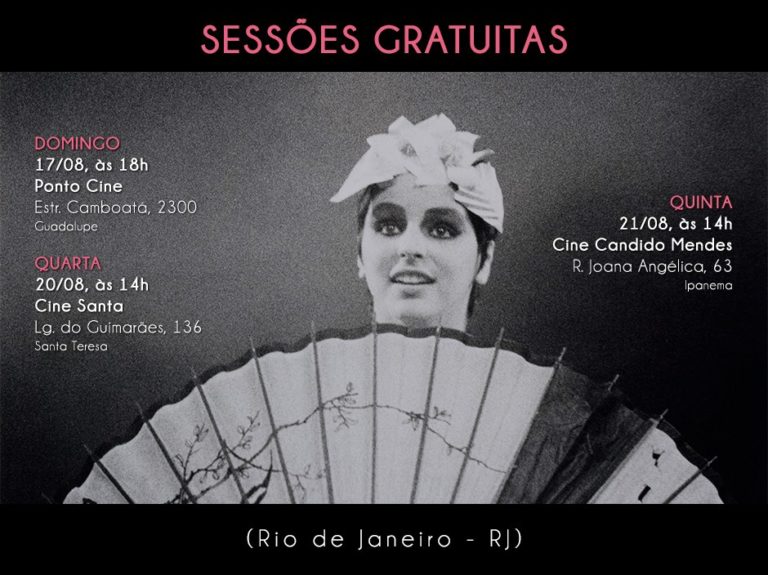 SESSÕES GRATUITAS
DOMINGO
17/08, às 18h
Ponto Cine
Estr. Camboatá, 2300
Guadalupe
QUARTA
20/08, às 14h
Cine Santa
Lg. do Guimarães, 136
Santa Teresa
QUINTA
21/08, às 14h
Cine Candido Mendes
R. Joana Angélica, 63
Ipanema
(Rio de Janeiro - RJ)